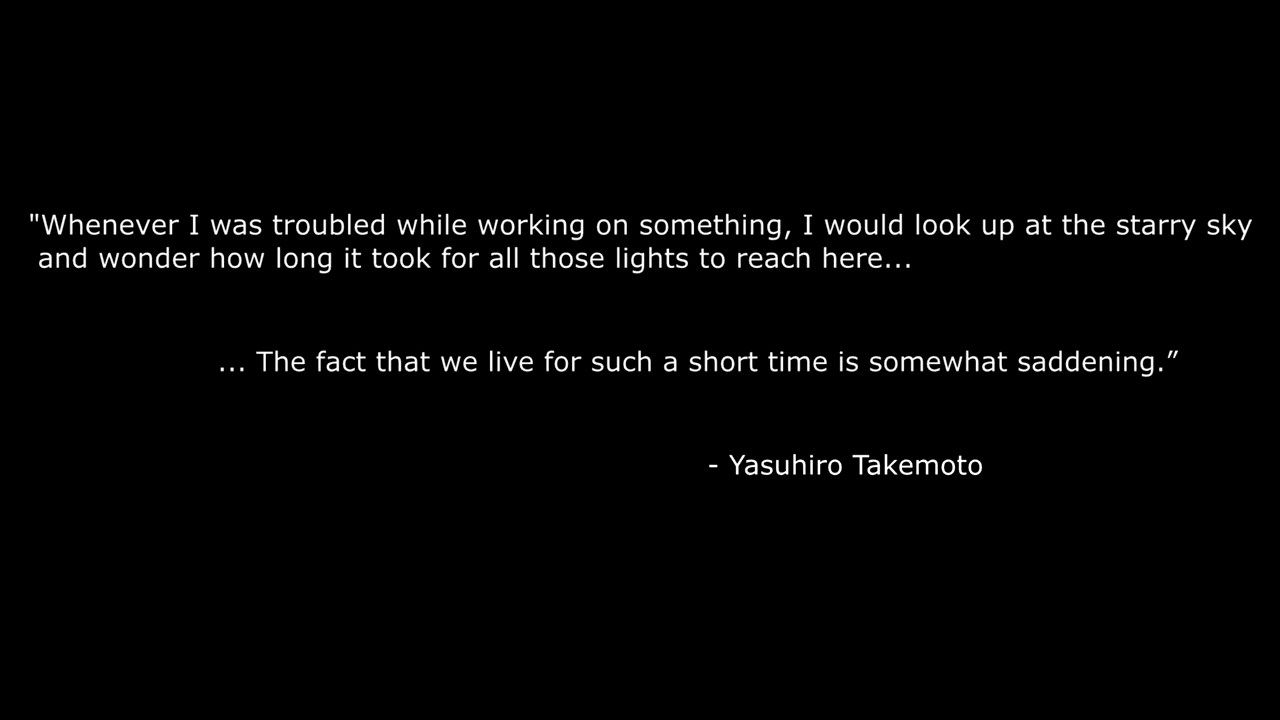 "Whenever I was troubled while working on something, I would look up at the starry sky
and wonder how long it took for all those lights to reach here...
... The fact that we live for such a short time is somewhat saddening.”
- Yasuhiro Takemoto